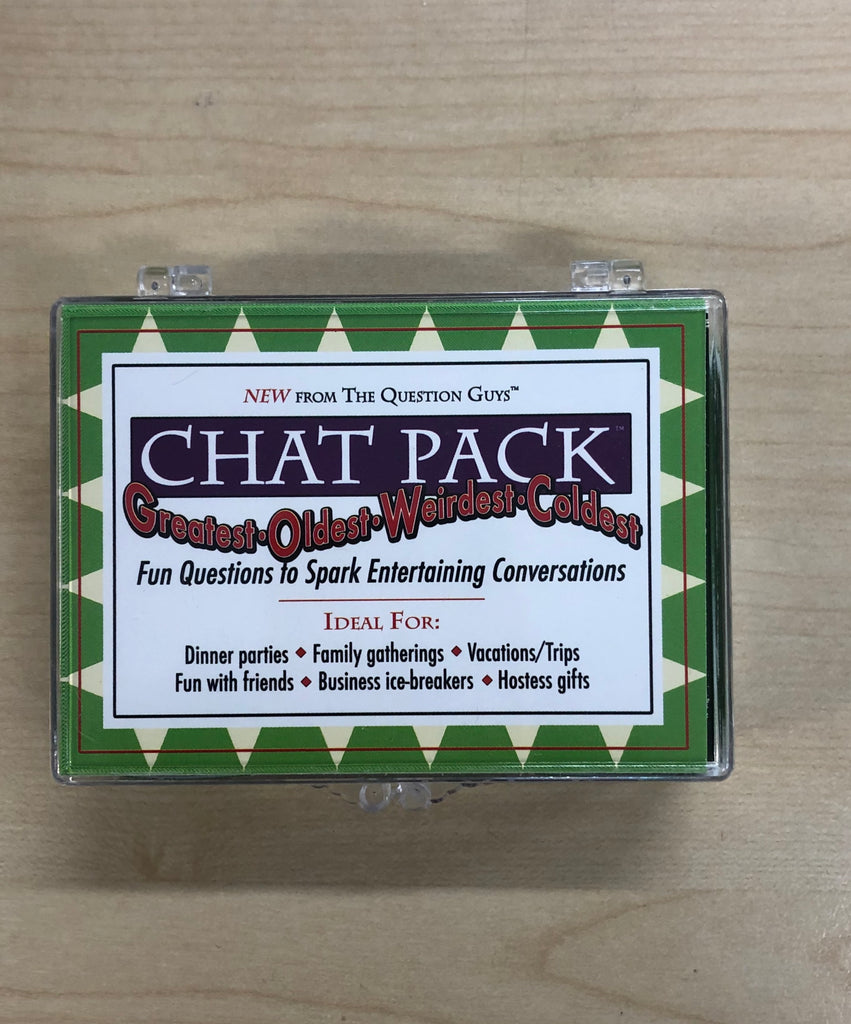 NEW FROM THE QUESTION GUYS™
CHAT PACK™
Greatest·Oldest·Weirdest·Coldest
Fun Questions to Spark Entertaining Conversations
IDEAL FOR:
Dinner parties ◆ Family gatherings ◆ Vacations/Trips
Fun with friends ◆ Business ice-breakers ◆ Hostess gifts